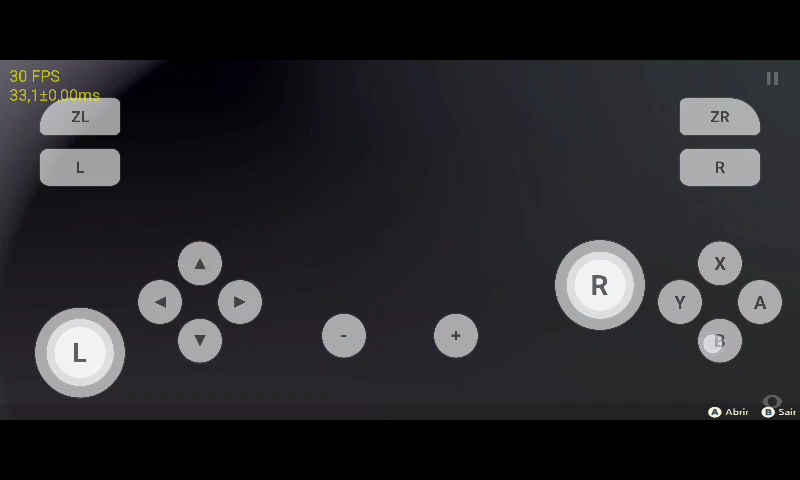 30 FPS
33,1±0,00ms
ZL
ZR
L
R
X
R
Y
A
B
L
-
+
A Abrir
B Sair